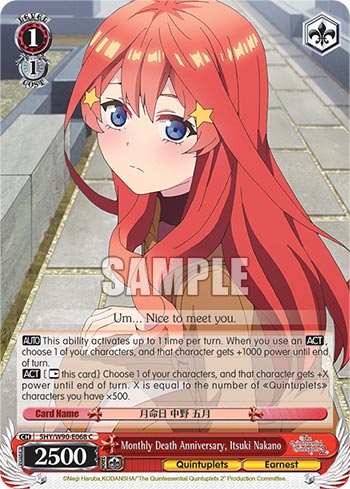 LEVEL
1
1
COST
SAMPLE
Um... Nice to meet you.
AUTO This ability activates up to 1 time per turn. When you use an ACT,
choose 1 of your characters, and that character gets +1000 power until end
of turn.
ACT [ this card] Choose 1 of your characters, and that character gets +X
power until end of turn. X is equal to the number of «Quintuplets»
characters you have ×500.
Card Name 月命日 中野 五月
CH 5HY/W90-E068 C
Monthly Death Anniversary, Itsuki Nakano
2500
Quintuplets Earnest
©Negi Haruba,KODANSHA/"The Quintessential Quintuplets 2" Production Committee.